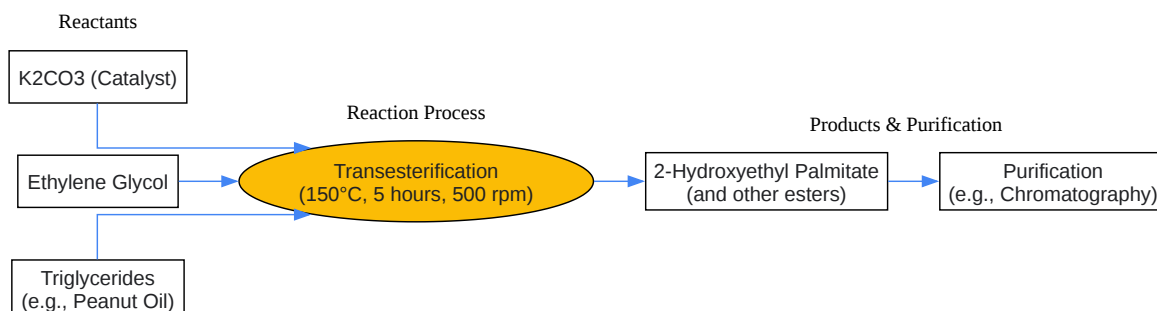 Reactants
K2CO3 (Catalyst)
Ethylene Glycol
Triglycerides
(e.g., Peanut Oil)
Reaction Process
Transesterification
(150°C, 5 hours, 500 rpm)
Products & Purification
2-Hydroxyethyl Palmitate
(and other esters)
Purification
(e.g., Chromatography)